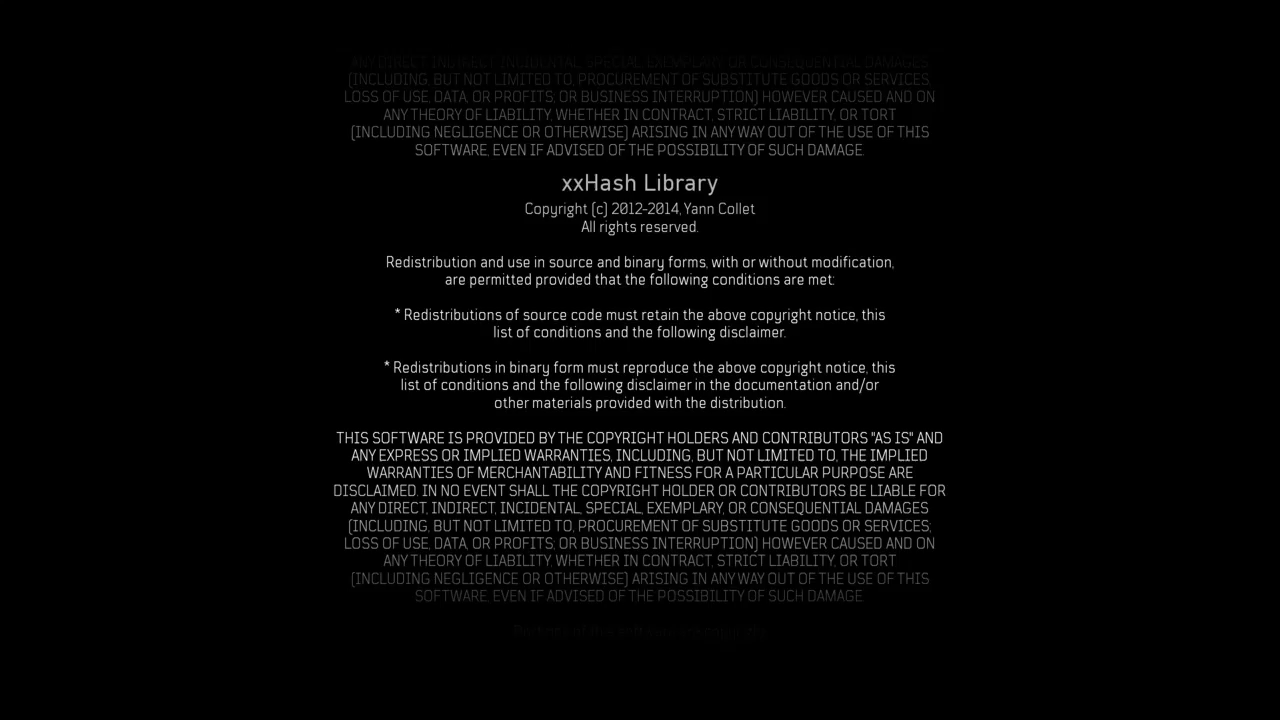 ANY DIRECT, INDIRECT, INCIDENTAL, SPECIAL, EXEMPLARY, OR CONSEQUENTIAL DAMAGES
(INCLUDING, BUT NOT LIMITED TO, PROCUREMENT OF SUBSTITUTE GOODS OR SERVICES;
LOSS OF USE, DATA, OR PROFITS; OR BUSINESS INTERRUPTION) HOWEVER CAUSED AND ON
ANY THEORY OF LIABILITY, WHETHER IN CONTRACT, STRICT LIABILITY, OR TORT
(INCLUDING NEGLIGENCE OR OTHERWISE) ARISING IN ANY WAY OUT OF THE USE OF THIS
SOFTWARE, EVEN IF ADVISED OF THE POSSIBILITY OF SUCH DAMAGE.
xxHash Library
Copyright (c) 2012-2014, Yann Collet
All rights reserved.
Redistribution and use in source and binary forms, with or without modification,
are permitted provided that the following conditions are met:
* Redistributions of source code must retain the above copyright notice, this
list of conditions and the following disclaimer.
* Redistributions in binary form must reproduce the above copyright notice, this
list of conditions and the following disclaimer in the documentation and/or
other materials provided with the distribution.
THIS SOFTWARE IS PROVIDED BY THE COPYRIGHT HOLDERS AND CONTRIBUTORS "AS IS" AND
ANY EXPRESS OR IMPLIED WARRANTIES, INCLUDING, BUT NOT LIMITED TO, THE IMPLIED
WARRANTIES OF MERCHANTABILITY AND FITNESS FOR A PARTICULAR PURPOSE ARE
DISCLAIMED. IN NO EVENT SHALL THE COPYRIGHT HOLDER OR CONTRIBUTORS BE LIABLE FOR
ANY DIRECT, INDIRECT, INCIDENTAL, SPECIAL, EXEMPLARY, OR CONSEQUENTIAL DAMAGES
(INCLUDING, BUT NOT LIMITED TO, PROCUREMENT OF SUBSTITUTE GOODS OR SERVICES;
LOSS OF USE, DATA, OR PROFITS; OR BUSINESS INTERRUPTION) HOWEVER CAUSED AND ON
ANY THEORY OF LIABILITY, WHETHER IN CONTRACT, STRICT LIABILITY, OR TORT
(INCLUDING NEGLIGENCE OR OTHERWISE) ARISING IN ANY WAY OUT OF THE USE OF THIS
SOFTWARE, EVEN IF ADVISED OF THE POSSIBILITY OF SUCH DAMAGE.